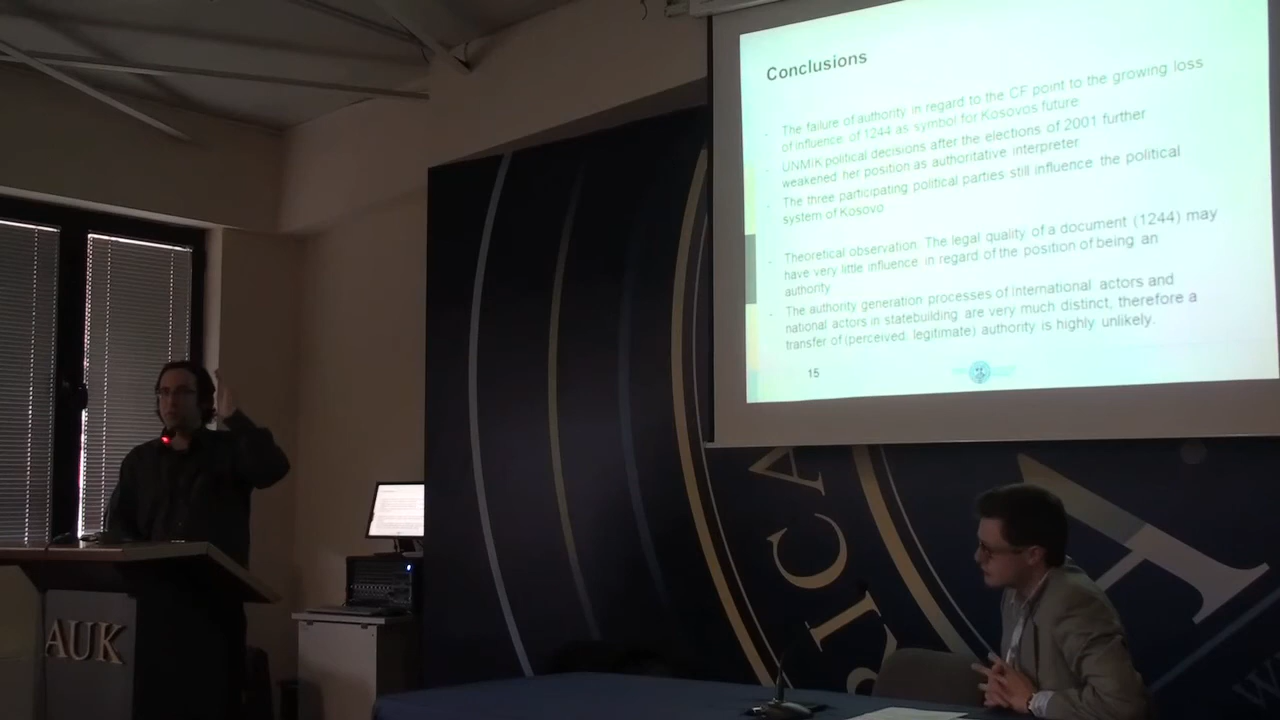 Conclusions
The failure of authority in regard to the CF point to the growing loss
of influence of 1244 as symbol for Kosovos future
UNMIK political decisions after the elections of 2001 further
weakened her position as authoritative interpreter
The three participating political parties still influence the political
system of Kosovo
Theoretical observation: The legal quality of a document (1244) may
have very little influence in regard of the position of being an
authority
The authority generation processes of international actors and
national actors in statebuilding are very much distinct, therefore a
transfer of (perceived legitimate) authority is highly unlikely.
15
AUK
RICA
A